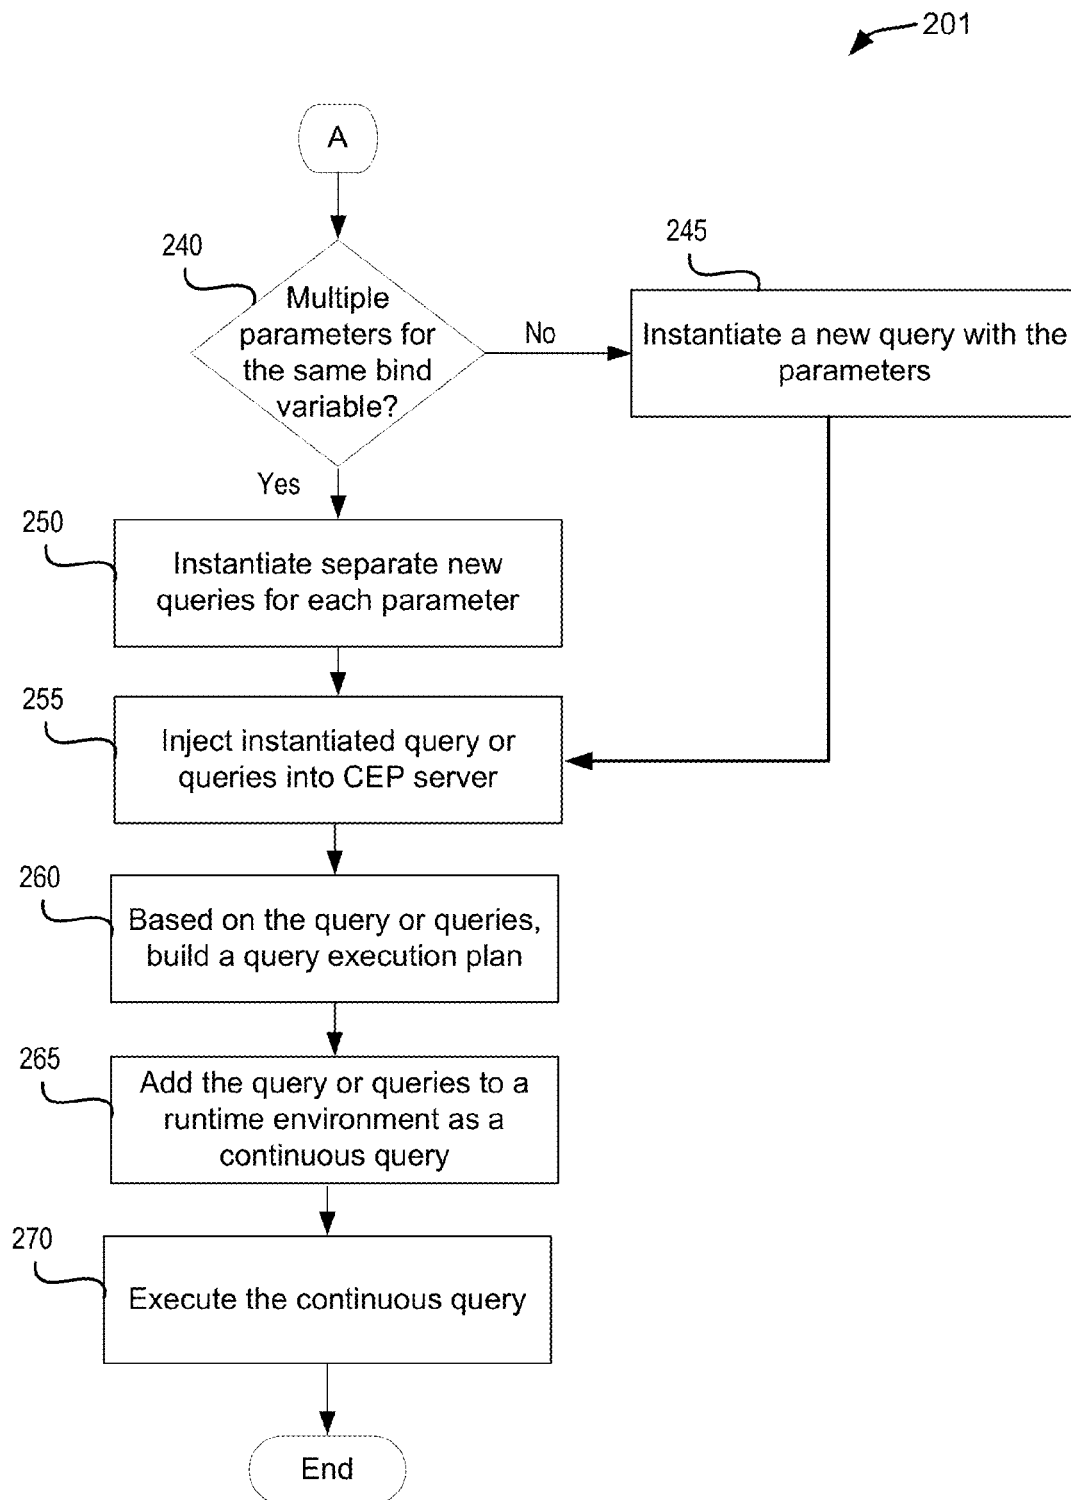 201
A
240
Multiple
parameters for
the same bind
variable?
No
245
Instantiate a new query with the
parameters
Yes
250
Instantiate separate new
queries for each parameter
255
Inject instantiated query or
queries into CEP server
260
Based on the query or queries,
build a query execution plan
265
Add the query or queries to a
runtime environment as a
continuous query
270
Execute the continuous query
End